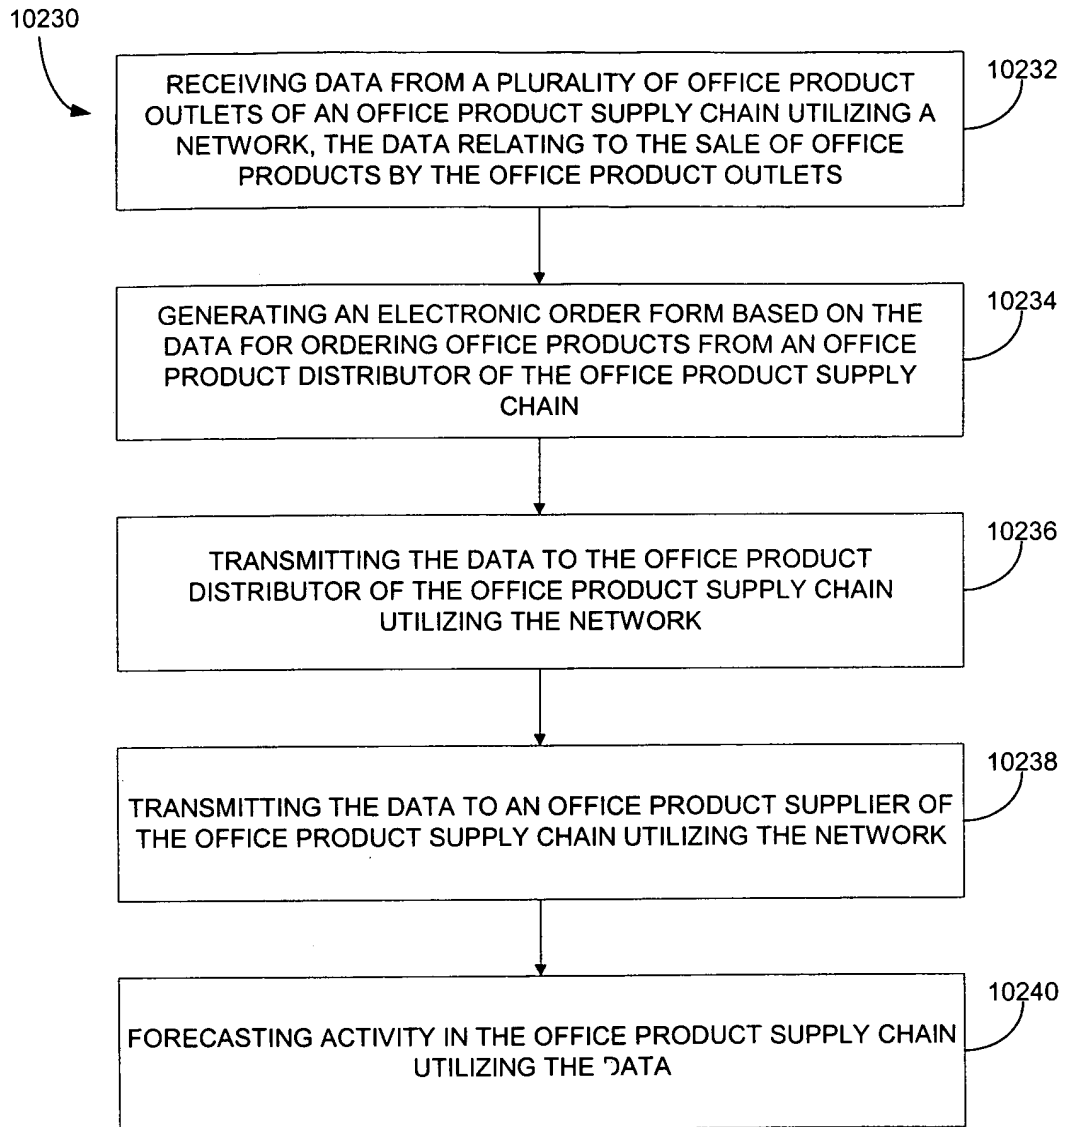 10230
10232
RECEIVING DATA FROM A PLURALITY OF OFFICE PRODUCT
OUTLETS OF AN OFFICE PRODUCT SUPPLY CHAIN UTILIZING A
NETWORK, THE DATA RELATING TO THE SALE OF OFFICE
PRODUCTS BY THE OFFICE PRODUCT OUTLETS
10234
GENERATING AN ELECTRONIC ORDER FORM BASED ON THE
DATA FOR ORDERING OFFICE PRODUCTS FROM AN OFFICE
PRODUCT DISTRIBUTOR OF THE OFFICE PRODUCT SUPPLY
CHAIN
10236
TRANSMITTING THE DATA TO THE OFFICE PRODUCT
DISTRIBUTOR OF THE OFFICE PRODUCT SUPPLY CHAIN
UTILIZING THE NETWORK
10238
TRANSMITTING THE DATA TO AN OFFICE PRODUCT SUPPLIER OF
THE OFFICE PRODUCT SUPPLY CHAIN UTILIZING THE NETWORK
10240
FORECASTING ACTIVITY IN THE OFFICE PRODUCT SUPPLY CHAIN
UTILIZING THE DATA